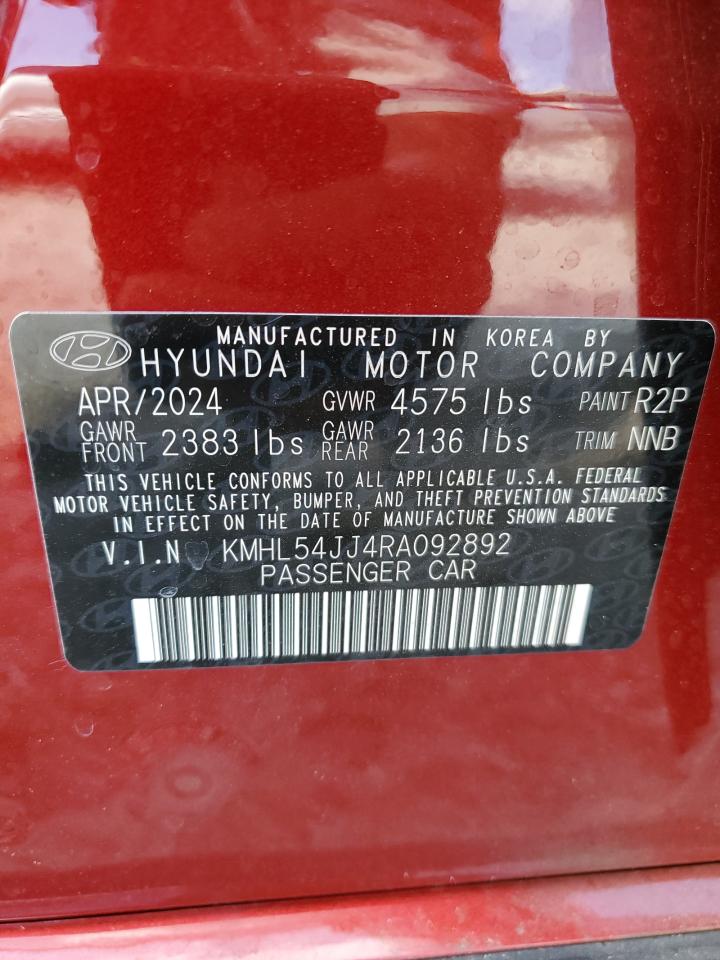 MANUFACTURED IN KOREA BY
HYUNDAI MOTOR COMPANY
APR/2024 GVWR 4575 lbs PAINT R2P
GAWR FRONT 2383 lbs GAWR REAR 2136 lbs TRIM NNB
THIS VEHICLE CONFORMS TO ALL APPLICABLE U.S.A. FEDERAL
MOTOR VEHICLE SAFETY, BUMPER, AND THEFT PREVENTION STANDARDS
IN EFFECT ON THE DATE OF MANUFACTURE SHOWN ABOVE
V.I.N KMHL54JJ4RA092892
PASSENGER CAR